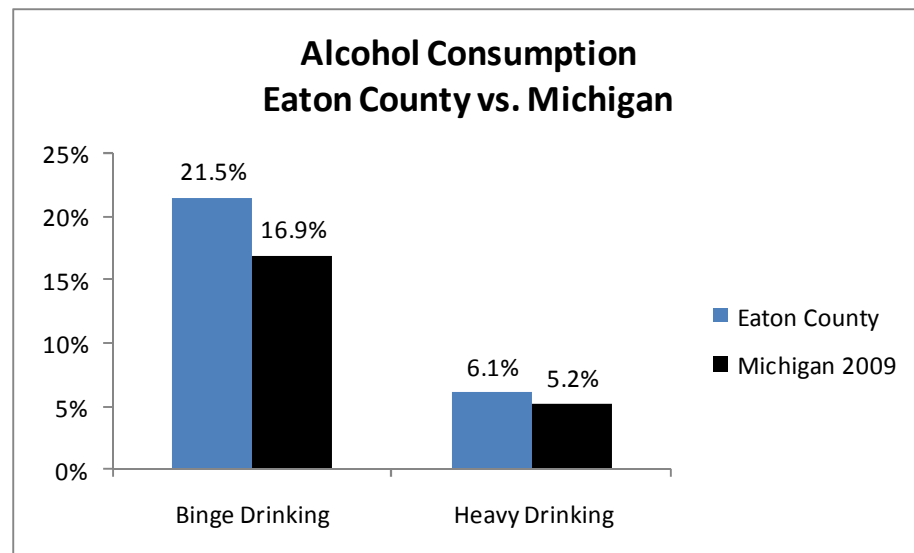 Alcohol Consumption
Eaton County vs. Michigan
25%
20%
15%
10%
5%
0%
21.5%
16.9%
6.1%
5.2%
Binge Drinking
Heavy Drinking
Eaton County
Michigan 2009